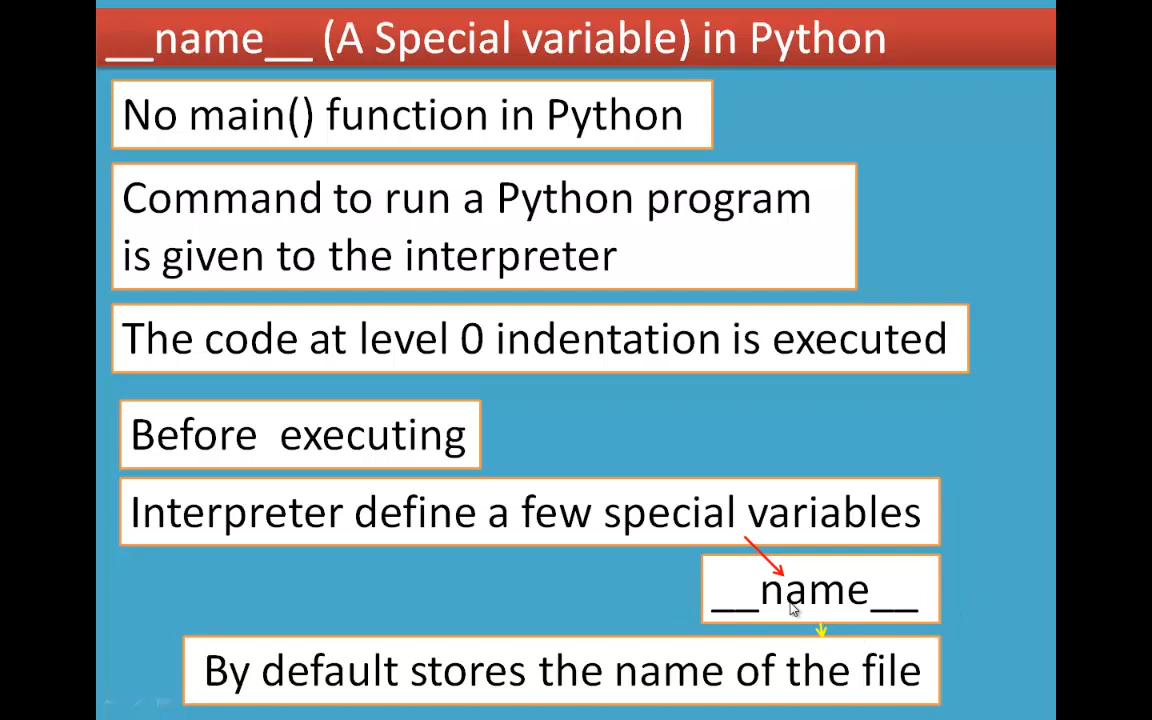 __name__ (A Special variable) in Python
No main() function in Python
Command to run a Python program
is given to the interpreter
The code at level 0 indentation is executed
Before  executing
Interpreter define a few special variables
__name__
By default stores the name of the file